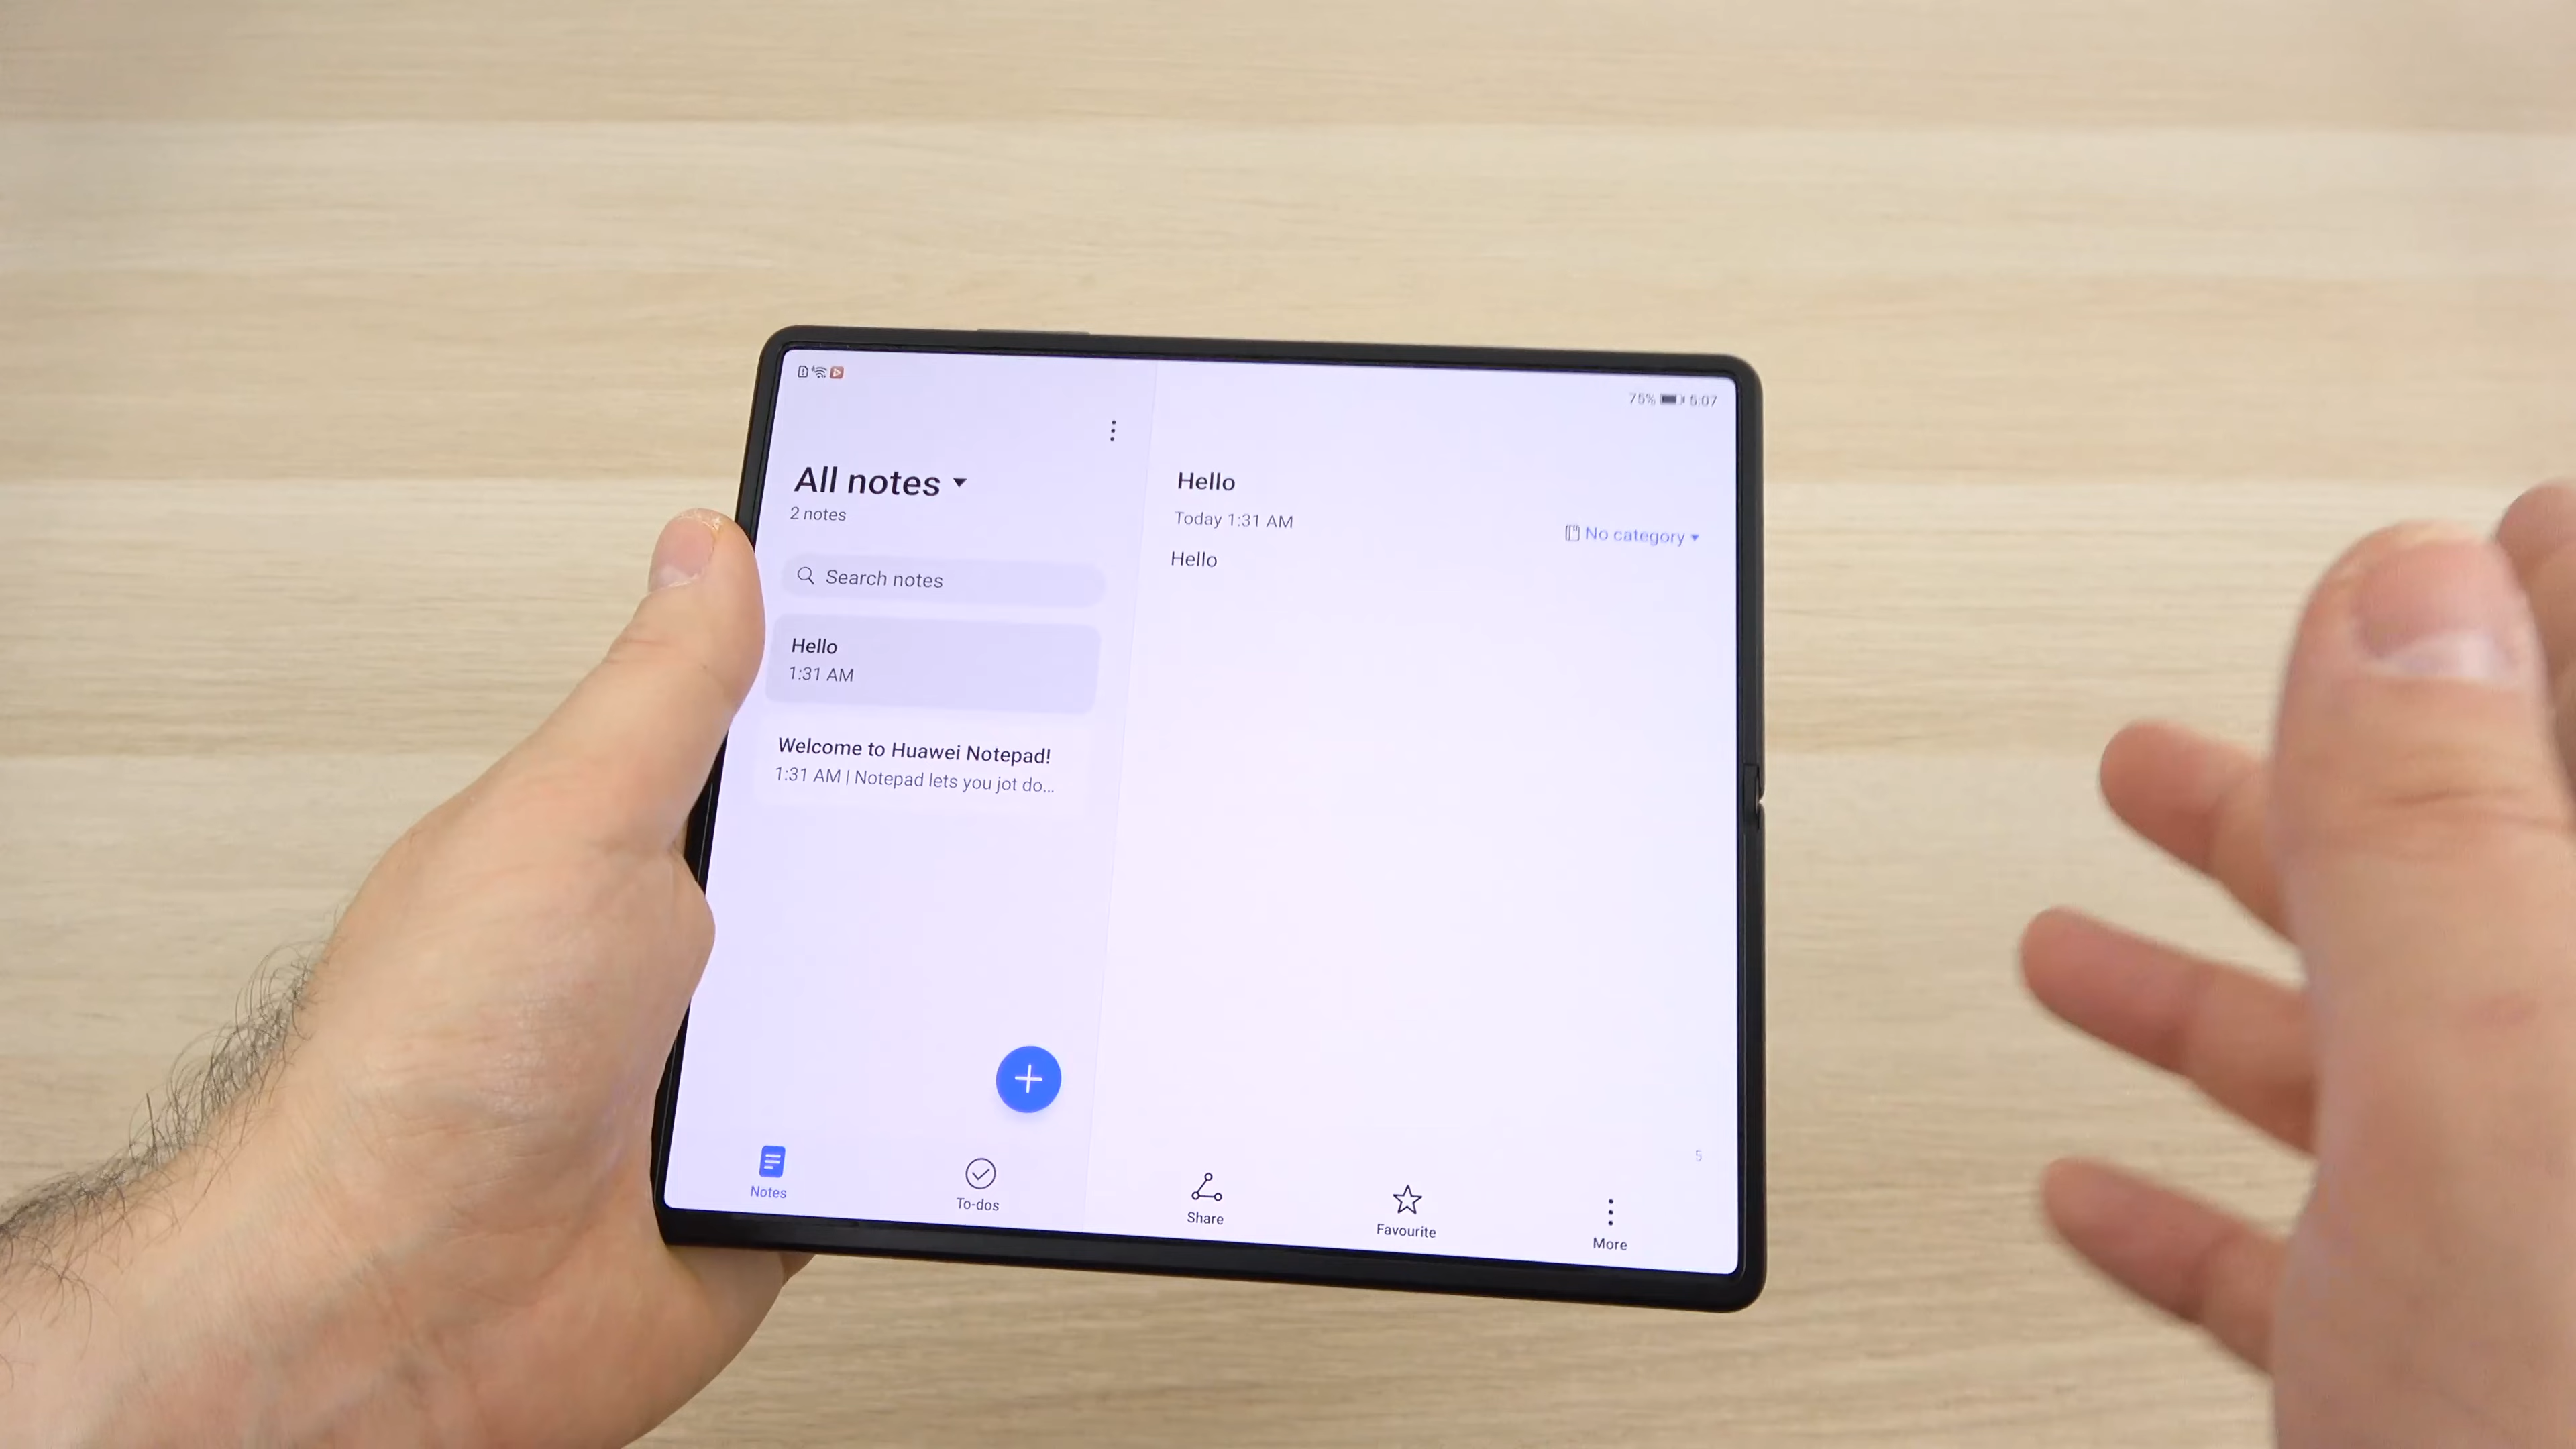 75% 5:07
All notes
2 notes
Search notes
Hello
1:31 AM
Welcome to Huawei Notepad!
1:31 AM | Notepad lets you jot do...
Notes
To-dos
Hello
Today 1:31 AM
No category
Hello
5
Share
Favourite
More